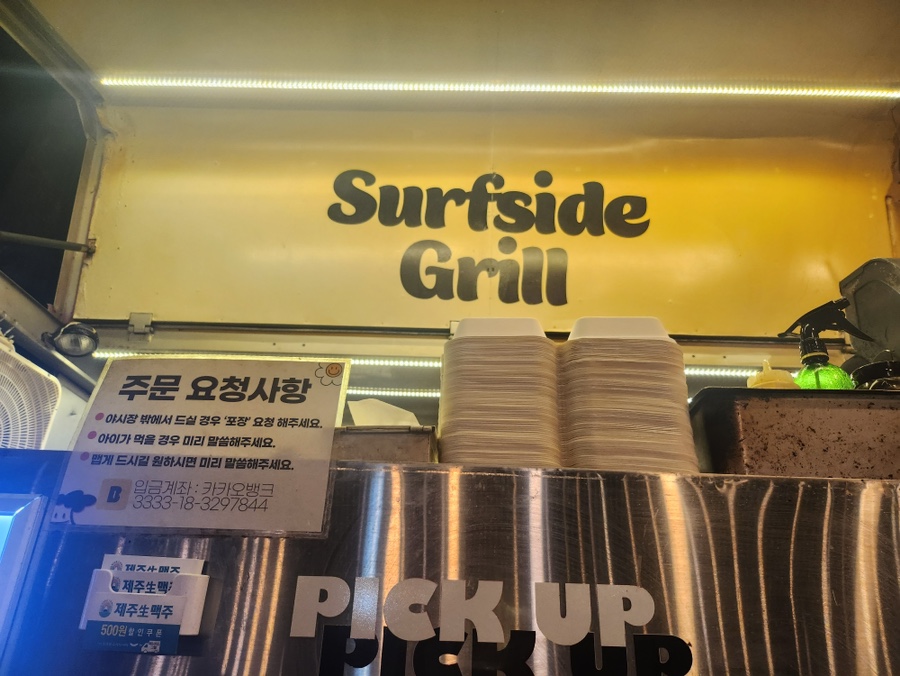 Surfside
Grill
주문 요청사항
야시장 밖에서 드실 경우 '포장' 요청 해주세요.
아이가 먹을 경우 미리 말씀해주세요.
맵게 드시길 원하시면 미리 말씀해주세요.
B 입금계좌 : 카카오뱅크
3333-18-3297844
제주生맥주
제주生맥주
제주生맥주
500원 할인쿠폰
PICK UP
PICK UP